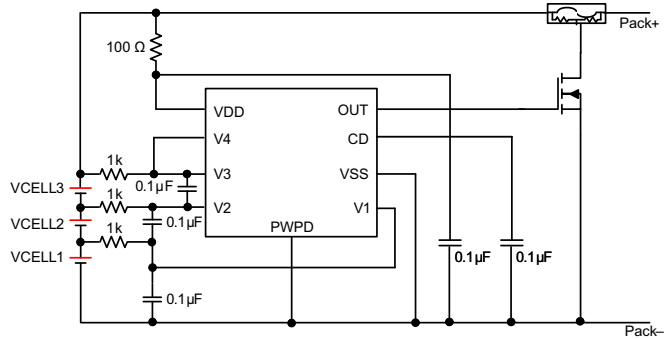 Pack+
100 Ω
VDD
OUT
V4
CD
1k
V3
VSS
0.1µF
VCELL3
1k
V2
V1
VCELL2
0.1µF
1k
PWPD
VCELL1
0.1µF
0.1µF
0.1µF
Pack–